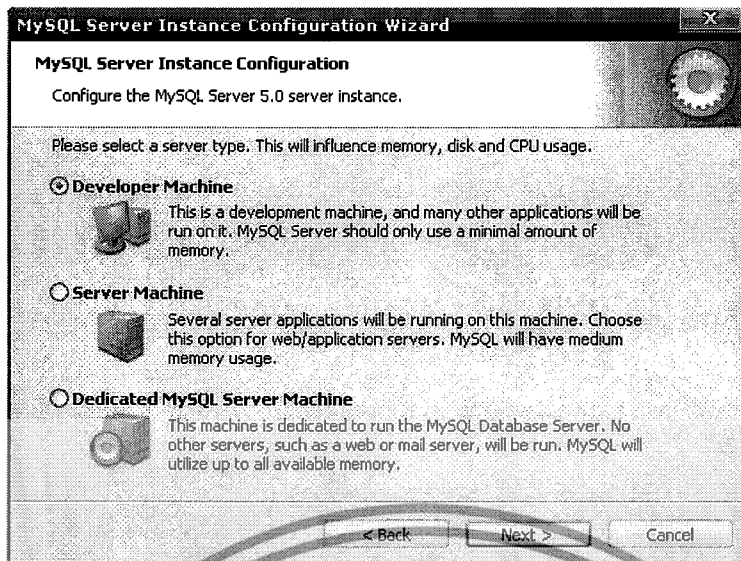 MySQL Server Instance Configuration Wizard
X
MySQL Server Instance Configuration
Configure the MySQL Server 5.0 server instance.
Please select a server type. This will influence memory, disk and CPU usage.
Developer Machine
This is a development machine, and many other applications will be
run on it. MySQL Server should only use a minimal amount of
memory.
Server Machine
Several server applications will be running on this machine. Choose
this option for web/application servers. MySQL will have medium
memory usage.
Dedicated MySQL Server Machine
This machine is dedicated to run the MySQL Database Server. No
other servers, such as a web or mail server, will be run. MySQL will
utilize up to all available memory.
< Back Next > Cancel